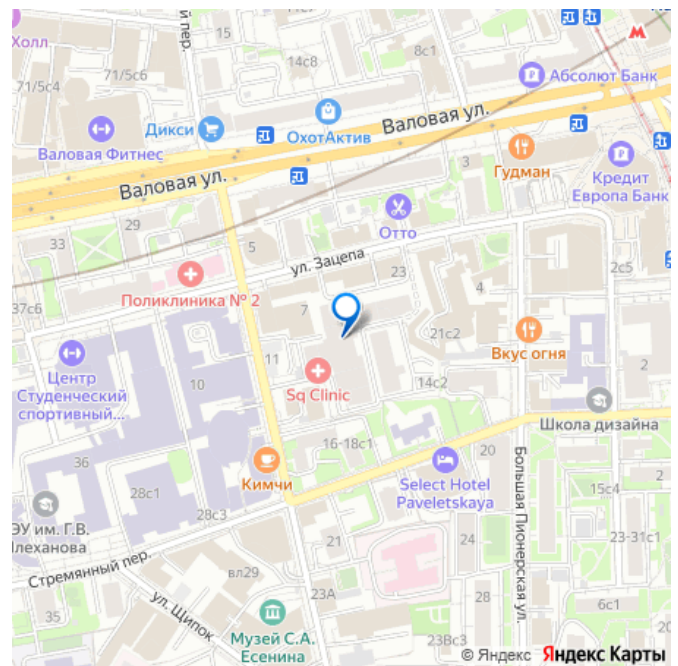 Холл
71/5с6
71/5с4
14с8
8с1
Абсолют Банк
Дикси
ОхотАктив
Валовая ул.
Валовая Фитнес
Гудман
3
Кредит
Европа Банк
Валовая ул.
Отто
29
33
5
ул. Зацепа
23
4
2с5
Поликлиника № 2
37с6
7
21с2
Вкус огня
11
Центр
Студенческий
спортивный...
10
Sq Clinic
14с2
2
Школа дизайна
16-18с1
20
2
36
Кимчи
Select Hotel
Paveletskaya
Большая Пионерская ул.
15с4
28с1
28с3
ЭУ им. Г.В.
Плеханова
21
24
23-31с1
Стремянный пер.
вл29
ул. Щипок
23А
28
6с1
35
Музей С.А.
Есенина
23Вс3
© Яндекс Яндекс Карты